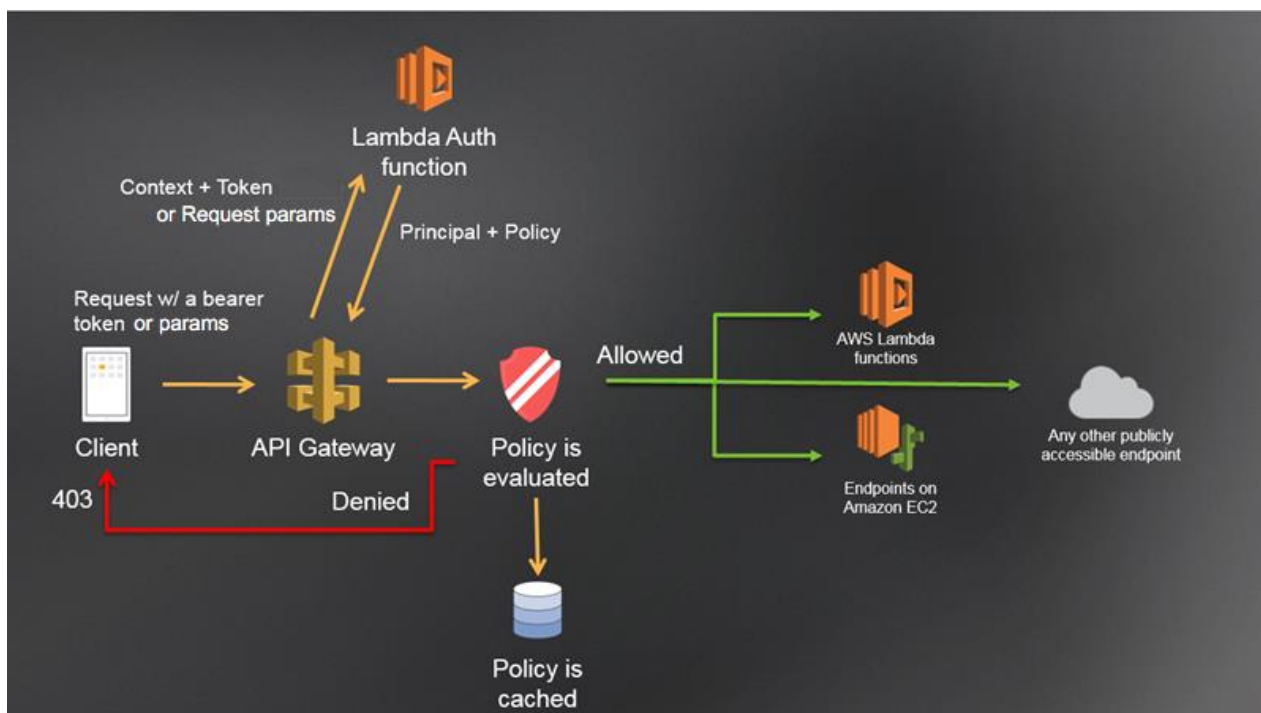 Lambda Auth
function
Context + Token
or Request params
Principal + Policy
Request w/ a bearer
token or params
Client
API Gateway
Policy is
evaluated
Allowed
AWS Lambda
functions
Any other publicly
accessible endpoint
Endpoints on
Amazon EC2
403
Denied
Policy is
cached